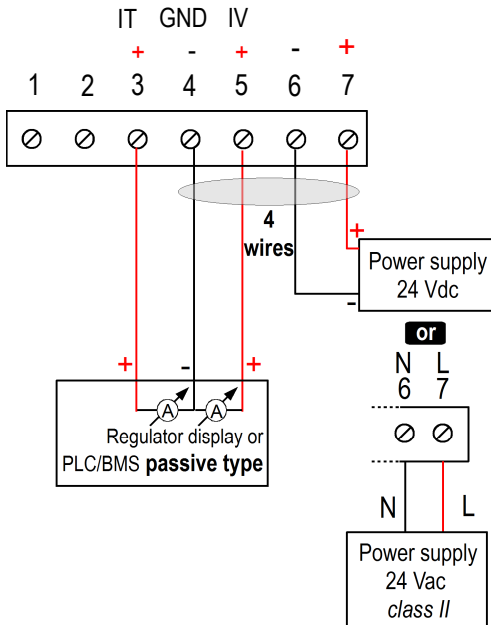 IT GND IV
+ - + - +
1 2 3 4 5 6 7
4
wires
+
Power supply
24 Vdc
-
or
N L
6 7
+ - +
A A
Regulator display or
PLC/BMS passive type
N L
Power supply
24 Vac
class II